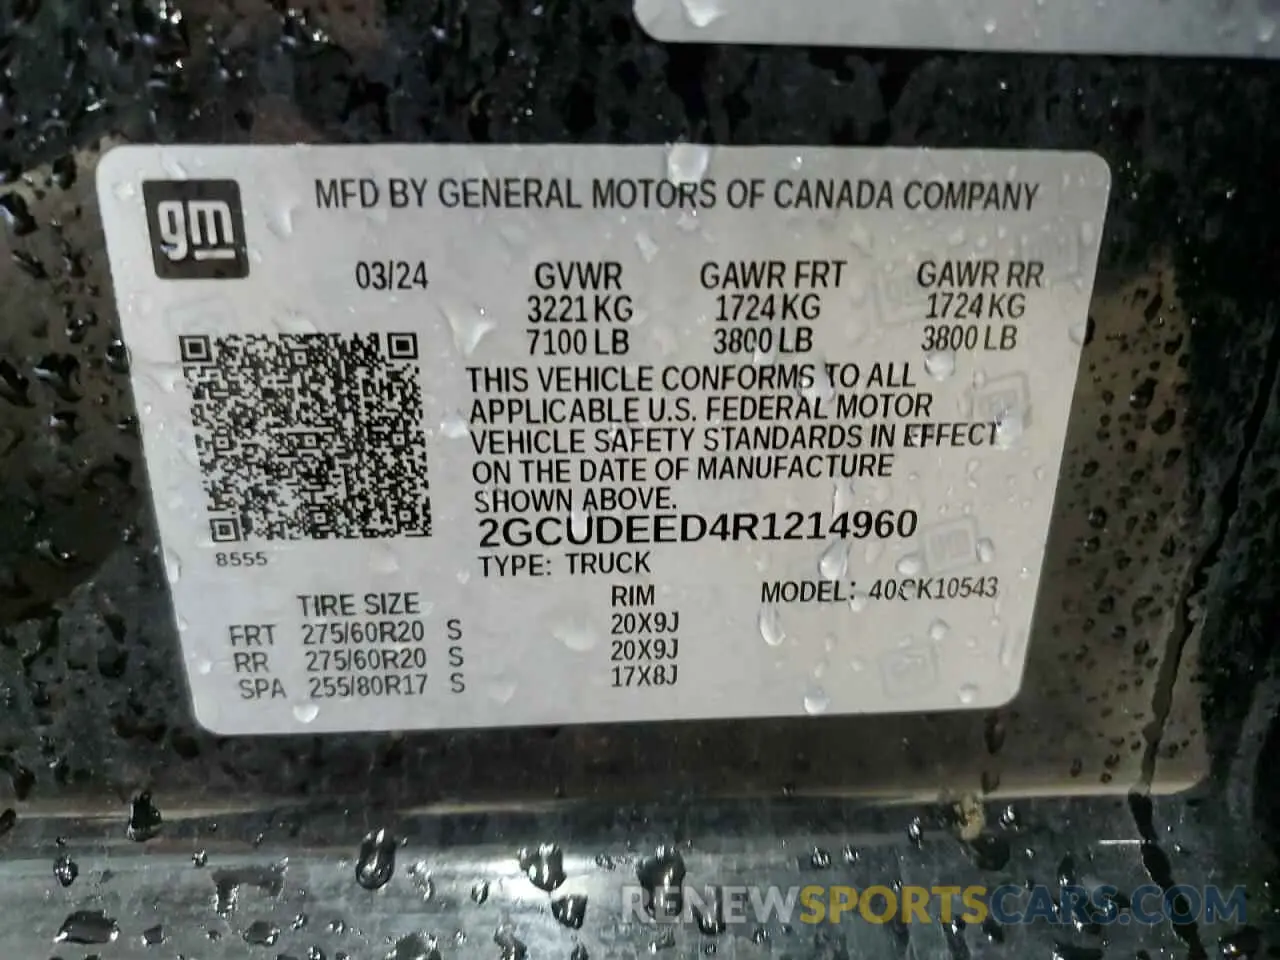 gm
MFD BY GENERAL MOTORS OF CANADA COMPANY
03/24 GVWR GAWR FRT GAWR RR
3221 KG 1724 KG 1724 KG
7100 LB 3800 LB 3800 LB
THIS VEHICLE CONFORMS TO ALL
APPLICABLE U.S. FEDERAL MOTOR
VEHICLE SAFETY STANDARDS IN EFFECT
ON THE DATE OF MANUFACTURE
SHOWN ABOVE.
2GCUDEED4R1214960
8555
TYPE: TRUCK
TIRE SIZE RIM MODEL:
FRT 275/60R20 S 20X9J
RR 275/60R20 S 20X9J
SPA 255/80R17 S 17X8J
RENEWSPORTSCARS.COM